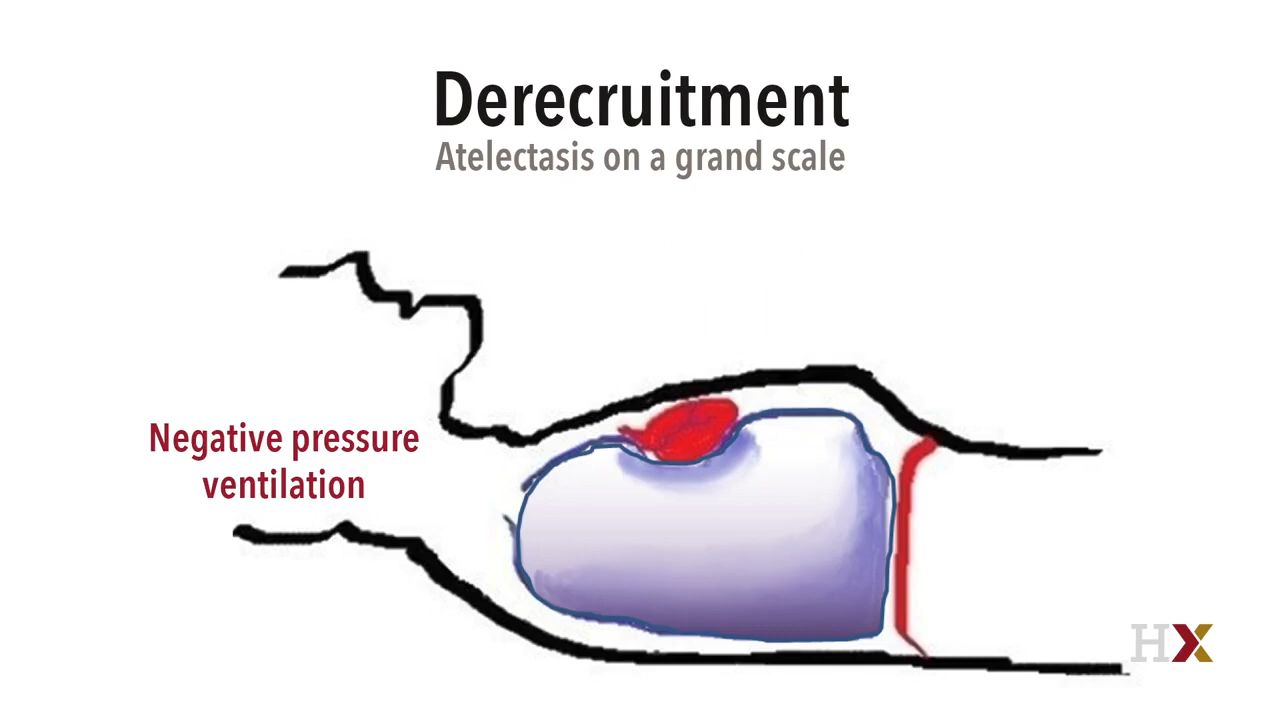 Derecruitment
Atelectasis on a grand scale
Negative pressure
ventilation
HX